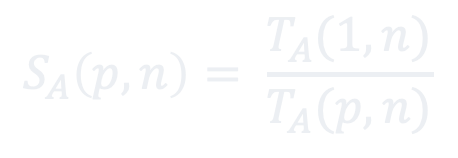 S_A(p, n) = T_A(1, n) / T_A(p, n)